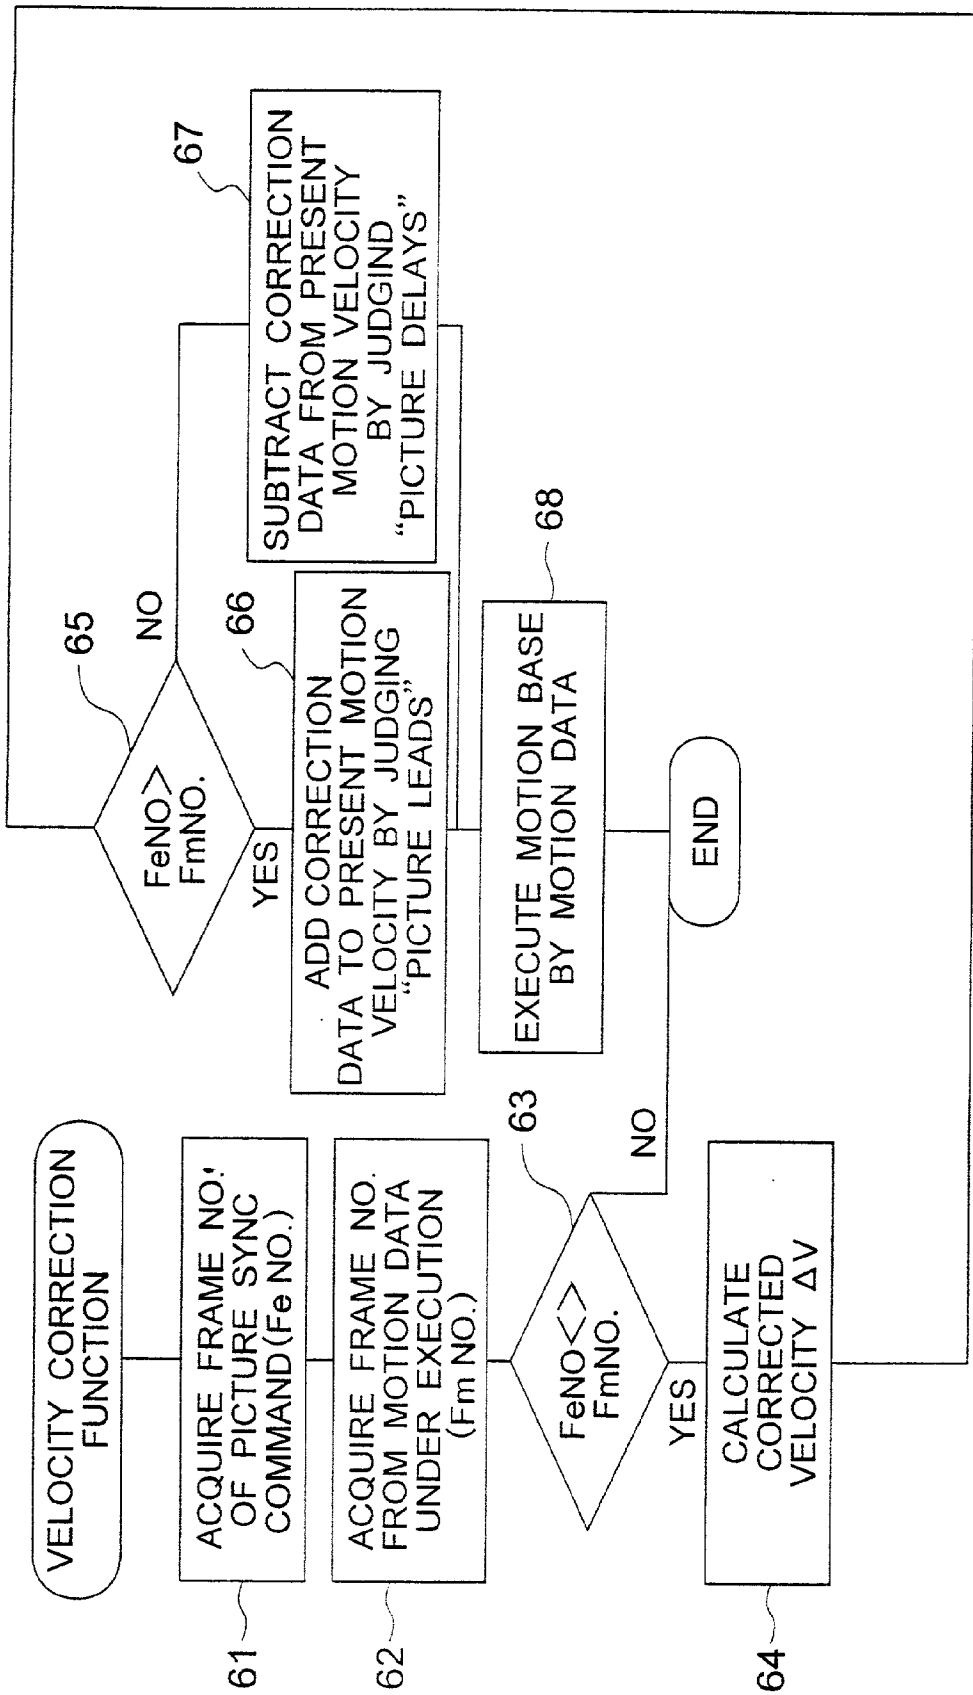 VELOCITY CORRECTION
FUNCTION
61
ACQUIRE FRAME NO.
OF PICTURE SYNC
COMMAND(Fe NO.)
62
ACQUIRE FRAME NO.
FROM MOTION DATA
UNDER EXECUTION
(Fm NO.)
63
FeNO<>
FmNO.
NO
YES
64
CALCULATE
CORRECTED
VELOCITY ΔV
65
FeNO>
FmNO.
NO
YES
66
ADD CORRECTION
DATA TO PRESENT MOTION
VELOCITY BY JUDGING
“PICTURE LEADS”
67
SUBTRACT CORRECTION
DATA FROM PRESENT
MOTION VELOCITY
BY JUDGIND
“PICTURE DELAYS”
68
EXECUTE MOTION BASE
BY MOTION DATA
END